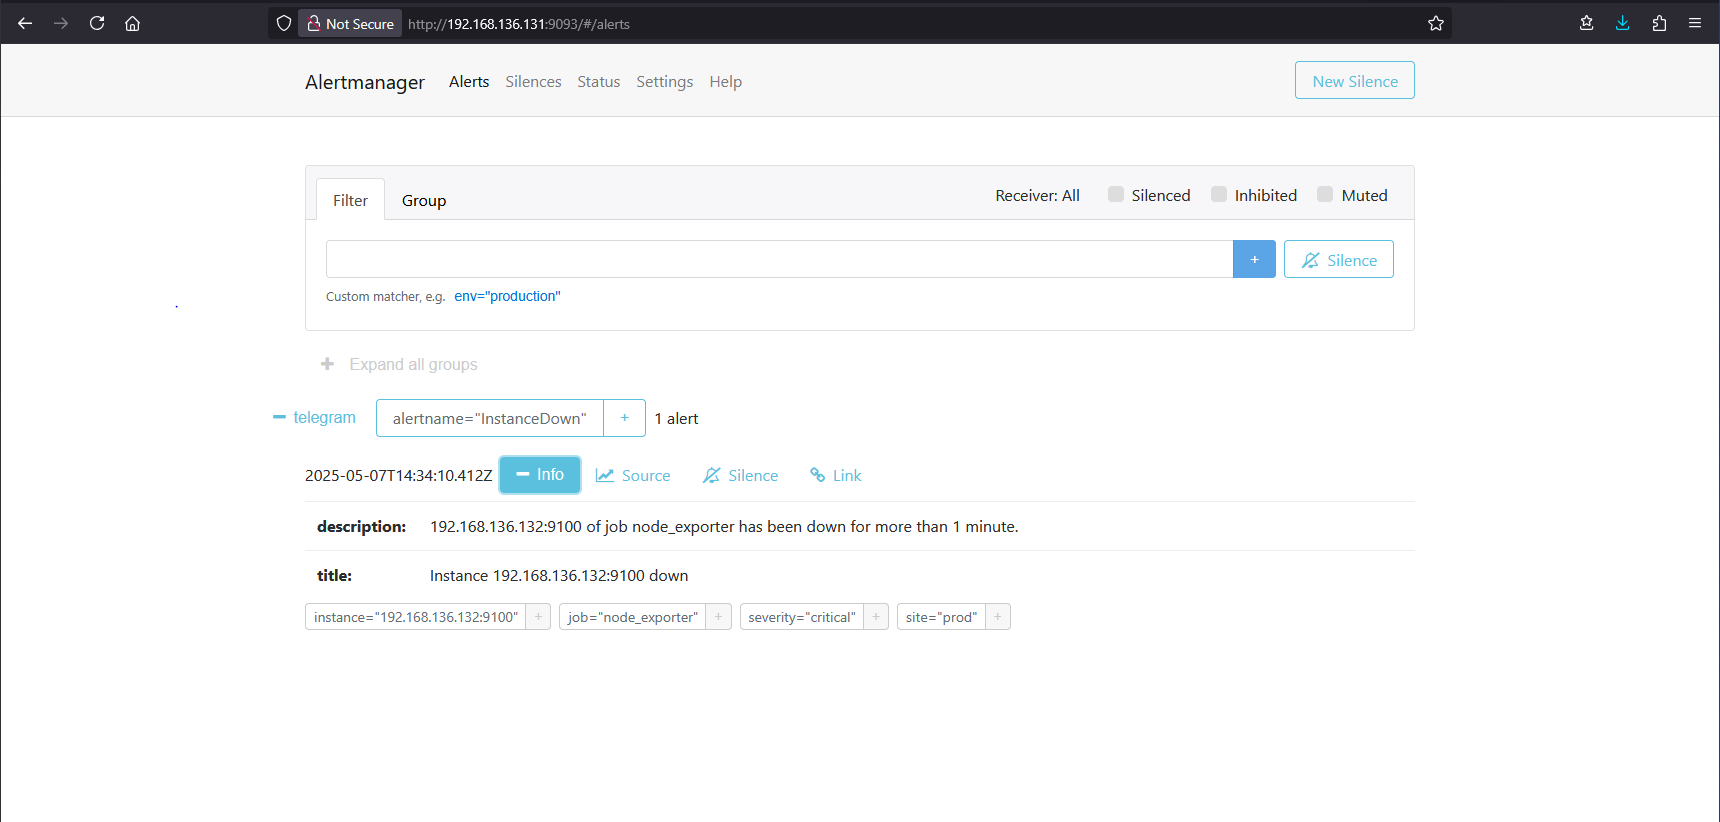 Not Secure http://192.168.136.131:9093/#/alerts
Alertmanager Alerts Silences Status Settings Help New Silence
Filter Group Receiver: All Silenced Inhibited Muted
+ Silence
Custom matcher, e.g. env="production"
+ Expand all groups
− telegram alertname="InstanceDown" + 1 alert
2025-05-07T14:34:10.412Z − Info Source Silence Link
description: 192.168.136.132:9100 of job node_exporter has been down for more than 1 minute.
title: Instance 192.168.136.132:9100 down
instance="192.168.136.132:9100" + job="node_exporter" + severity="critical" + site="prod" +